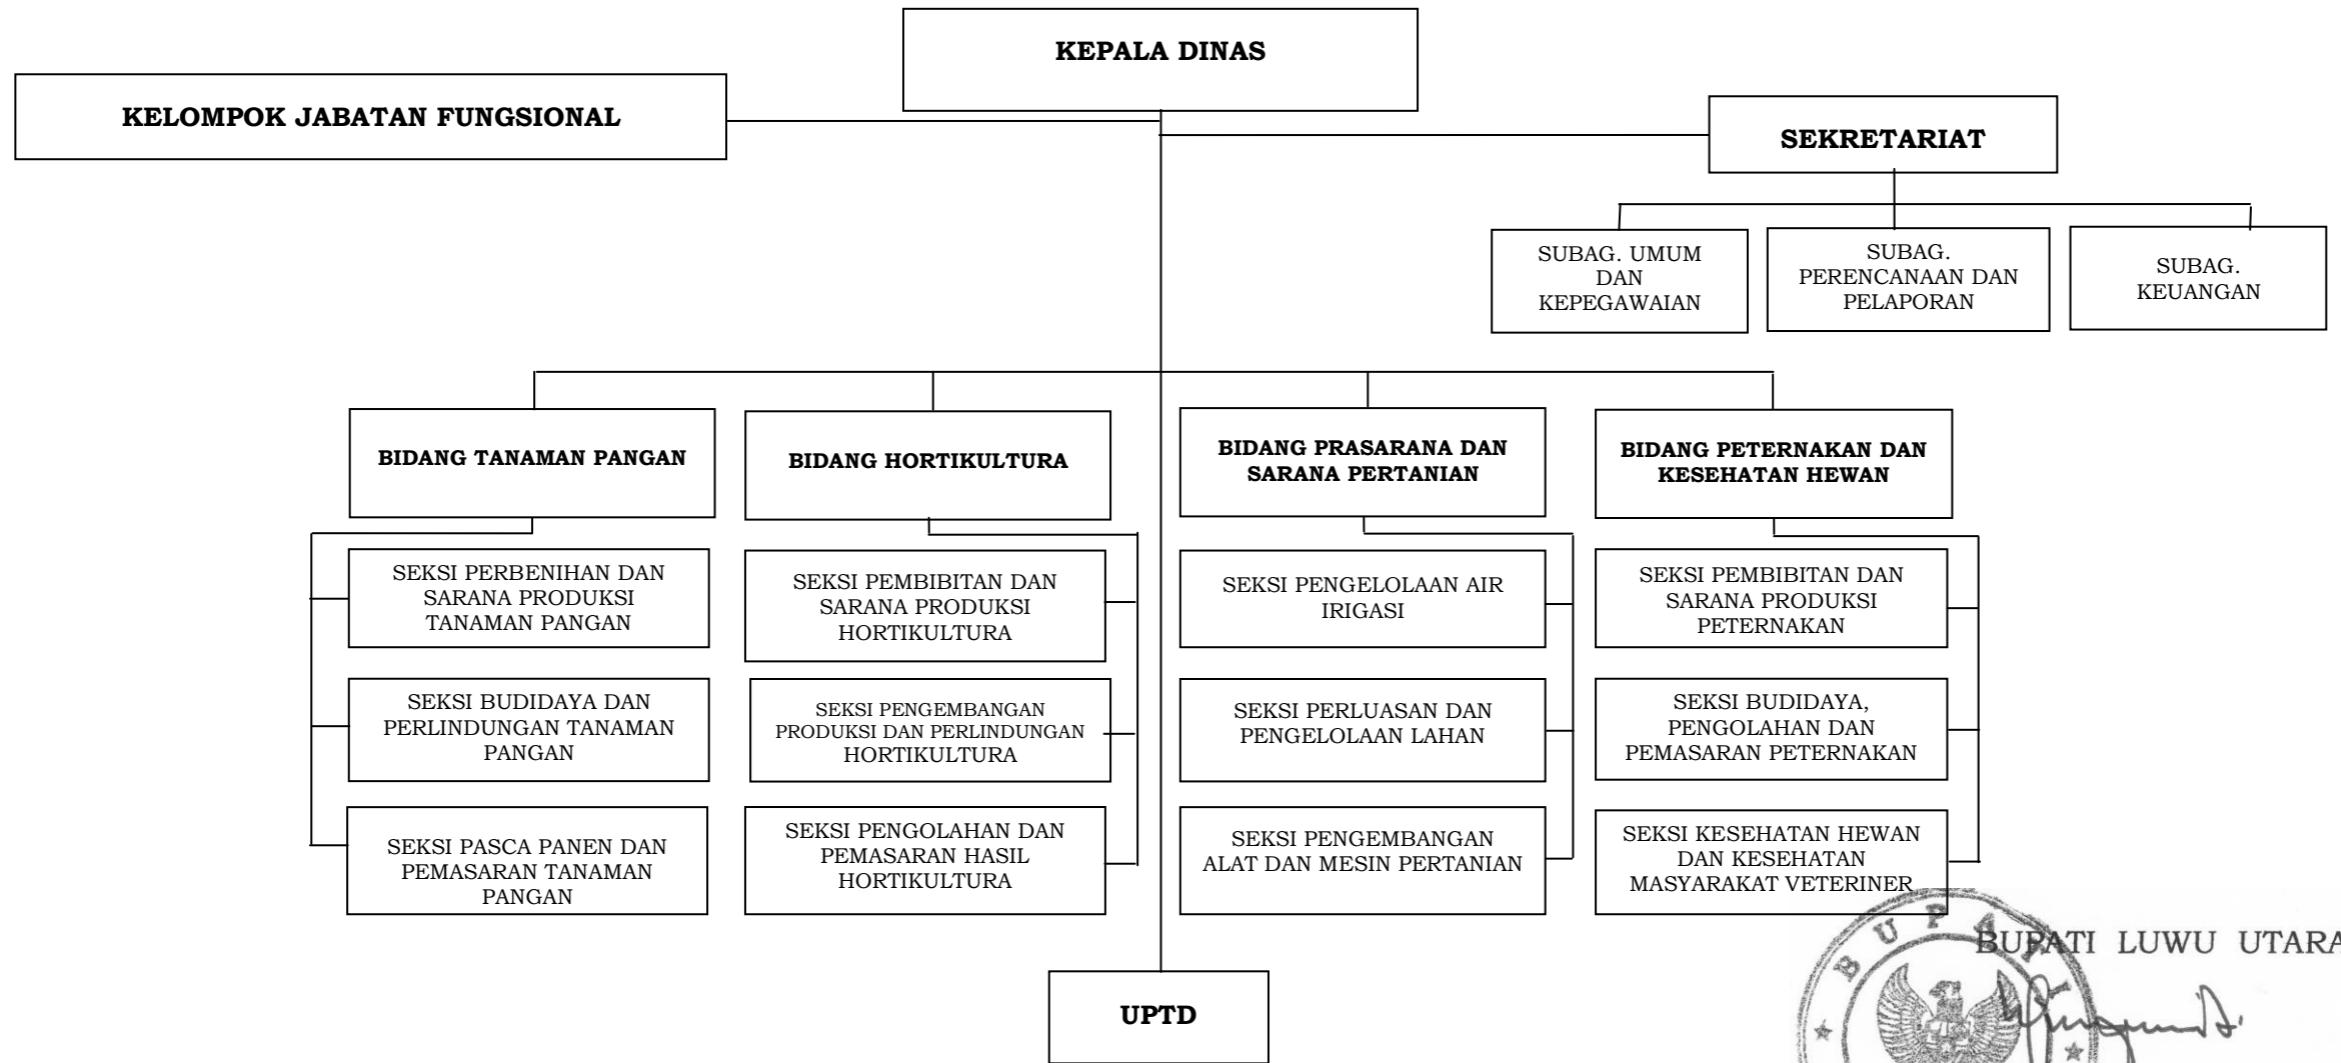 KEPALA DINAS
KELOMPOK JABATAN FUNGSIONAL
SEKRETARIAT
SUBAG. UMUM
DAN
KEPEGAWAIAN
SUBAG.
PERENCANAAN DAN
PELAPORAN
SUBAG.
KEUANGAN
BIDANG TANAMAN PANGAN
BIDANG HORTIKULTURA
BIDANG PRASARANA DAN
SARANA PERTANIAN
BIDANG PETERNAKAN DAN
KESEHATAN HEWAN
SEKSI PERBENIHAN DAN
SARANA PRODUKSI
TANAMAN PANGAN
SEKSI PEMBIBITAN DAN
SARANA PRODUKSI
HORTIKULTURA
SEKSI PENGELOLAAN AIR
IRIGASI
SEKSI PEMBIBITAN DAN
SARANA PRODUKSI
PETERNAKAN
SEKSI BUDIDAYA DAN
PERLINDUNGAN TANAMAN
PANGAN
SEKSI PENGEMBANGAN
PRODUKSI DAN PERLINDUNGAN
HORTIKULTURA
SEKSI PERLUASAN DAN
PENGELOLAAN LAHAN
SEKSI BUDIDAYA,
PENGOLAHAN DAN
PEMASARAN PETERNAKAN
SEKSI PASCA PANEN DAN
PEMASARAN TANAMAN
PANGAN
SEKSI PENGOLAHAN DAN
PEMASARAN HASIL
HORTIKULTURA
SEKSI PENGEMBANGAN
ALAT DAN MESIN PERTANIAN
SEKSI KESEHATAN HEWAN
DAN KESEHATAN
MASYARAKAT VETERINER
BUPATI LUWU UTARA
BUPATI
UPTD